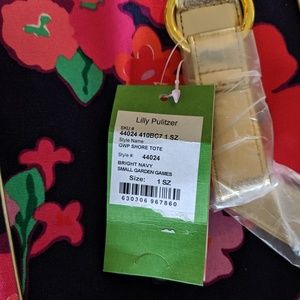 Lilly Pulitzer
SKU #
44024 410BC7 1 SZ
Style Name
GWP SHORE TOTE
Style #: 44024
BRIGHT NAVY
SMALL GARDEN GAMES
Size: 1 SZ
630306 967860